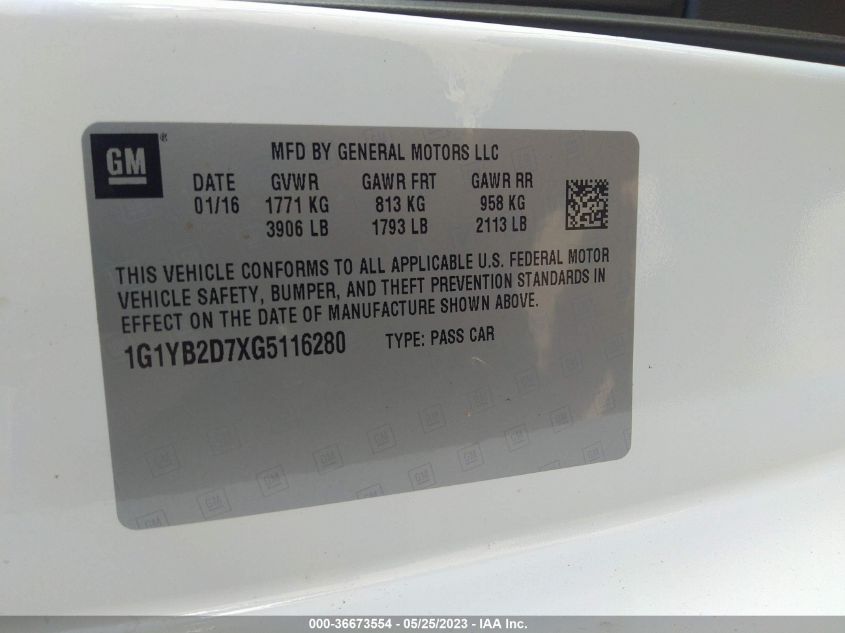 GM®
MFD BY GENERAL MOTORS LLC
DATE GVWR GAWR FRT GAWR RR
01/16 1771 KG 813 KG 958 KG
3906 LB 1793 LB 2113 LB
THIS VEHICLE CONFORMS TO ALL APPLICABLE U.S. FEDERAL MOTOR
VEHICLE SAFETY, BUMPER, AND THEFT PREVENTION STANDARDS IN
EFFECT ON THE DATE OF MANUFACTURE SHOWN ABOVE.
1G1YB2D7XG5116280 TYPE: PASS CAR
000-36673554 - 05/25/2023 - IAA Inc.